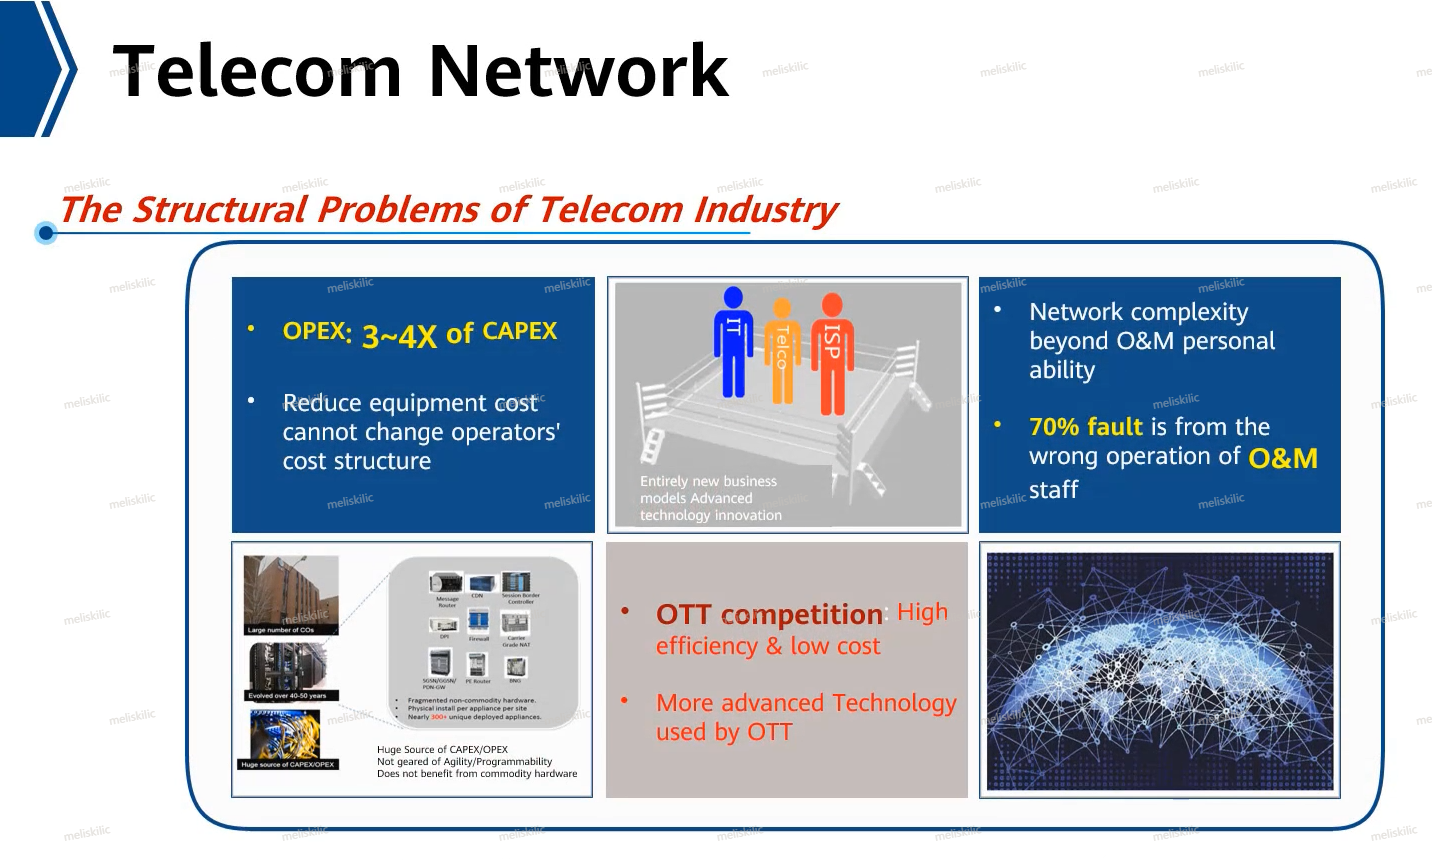 Telecom Network
The Structural Problems of Telecom Industry
• OPEX: 3~4X of CAPEX
• Reduce equipment cost
cannot change operators'
cost structure
IT
Telco
ISP
Entirely new business
models Advanced
technology innovation
• Network complexity
beyond O&M personal
ability
• 70% fault is from the
wrong operation of O&M
staff
Large number of COs
Evolved over 40-50 years
Huge source of CAPEX/OPEX
Message
Router
CDN
Session Border
Controller
DPI
Firewall
Carrier
Grade NAT
SGSN/GGSN/
PDN-GW
PE Router
BNG
• Fragmented non-commodity hardware.
• Physical install per appliance per site
• Nearly 300+ unique deployed appliances.
Huge Source of CAPEX/OPEX
Not geared of Agility/Programmability
Does not benefit from commodity hardware
• OTT competition: High
efficiency & low cost
• More advanced Technology
used by OTT
meliskilic